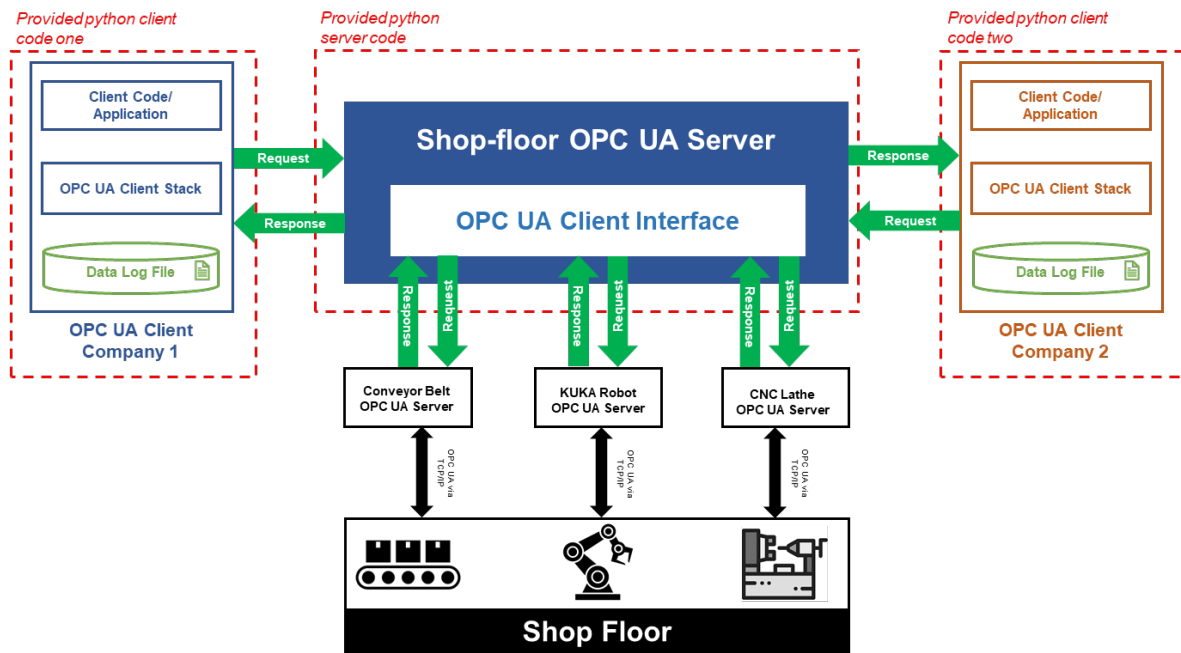 Provided python client
code one
Provided python
server code
Provided python client
code two
Client Code/
Application
OPC UA Client Stack
Data Log File
OPC UA Client
Company 1
Request
Response
Shop-floor OPC UA Server
OPC UA Client Interface
Response
Request
Client Code/
Application
OPC UA Client Stack
Data Log File
OPC UA Client
Company 2
Response
Request
Response
Request
Response
Request
Conveyor Belt
OPC UA Server
KUKA Robot
OPC UA Server
CNC Lathe
OPC UA Server
OPC UA via
TCP/IP
OPC UA via
TCP/IP
OPC UA via
TCP/IP
Shop Floor